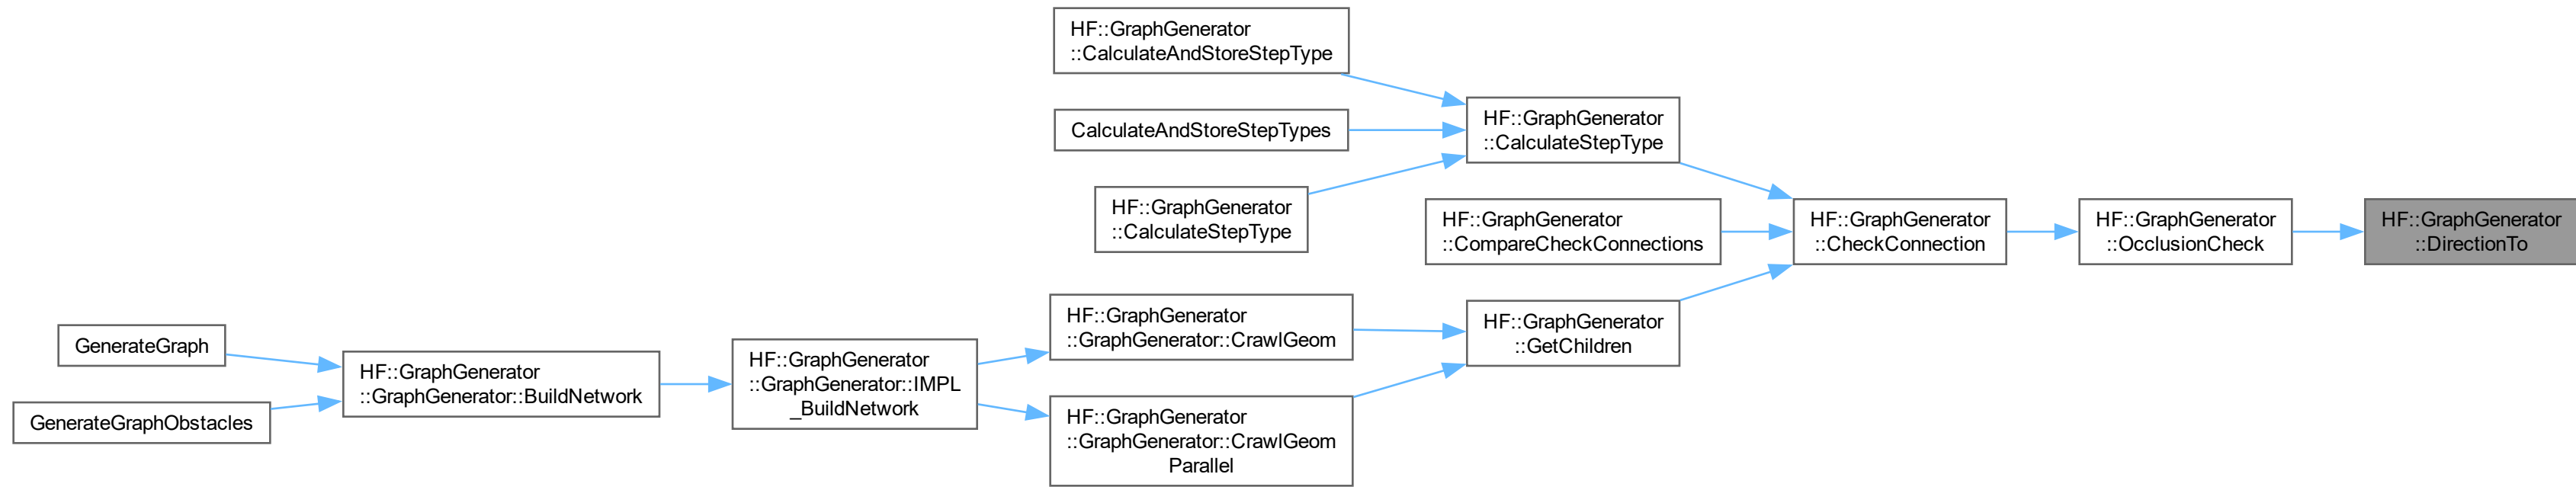 HF::GraphGenerator
::CalculateAndStoreStepType
CalculateAndStoreStepTypes
HF::GraphGenerator
::CalculateStepType
HF::GraphGenerator
::CalculateStepType
HF::GraphGenerator
::CompareCheckConnections
HF::GraphGenerator
::CheckConnection
HF::GraphGenerator
::OcclusionCheck
HF::GraphGenerator
::DirectionTo
HF::GraphGenerator
::GetChildren
HF::GraphGenerator
::GraphGenerator::CrawlGeom
HF::GraphGenerator
::GraphGenerator::CrawlGeom
Parallel
HF::GraphGenerator
::GraphGenerator::IMPL
_BuildNetwork
HF::GraphGenerator
::GraphGenerator::BuildNetwork
GenerateGraph
GenerateGraphObstacles